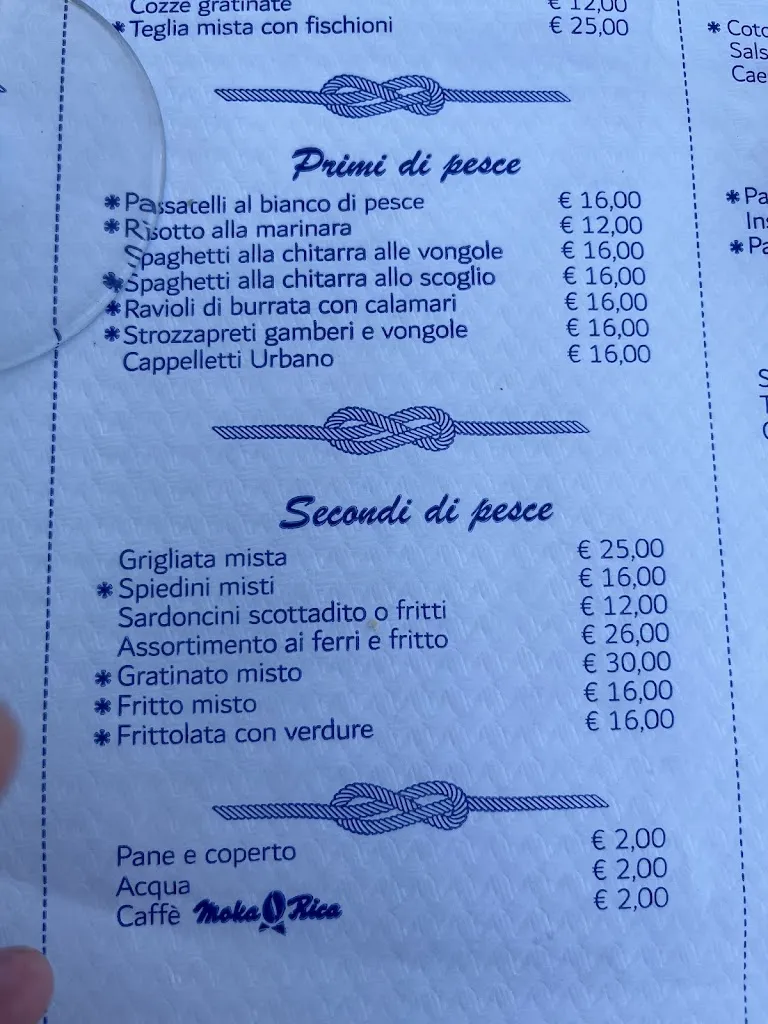 Cozze gratinate € 12,00
*Teglia mista con fischioni € 25,00
Primi di pesce
*Passatelli al bianco di pesce € 16,00
*Risotto alla marinara € 12,00
Spaghetti alla chitarra alle vongole € 16,00
*Spaghetti alla chitarra allo scoglio € 16,00
*Ravioli di burrata con calamari € 16,00
*Strozzapreti gamberi e vongole € 16,00
Cappelletti Urbano € 16,00
Secondi di pesce
Grigliata mista € 25,00
*Spiedini misti € 16,00
Sardoncini scottadito o fritti € 12,00
Assortimento ai ferri e fritto € 26,00
*Gratinato misto € 30,00
*Fritto misto € 16,00
*Frittolata con verdure € 16,00
Pane e coperto € 2,00
Acqua € 2,00
Caffè Moka Rica € 2,00